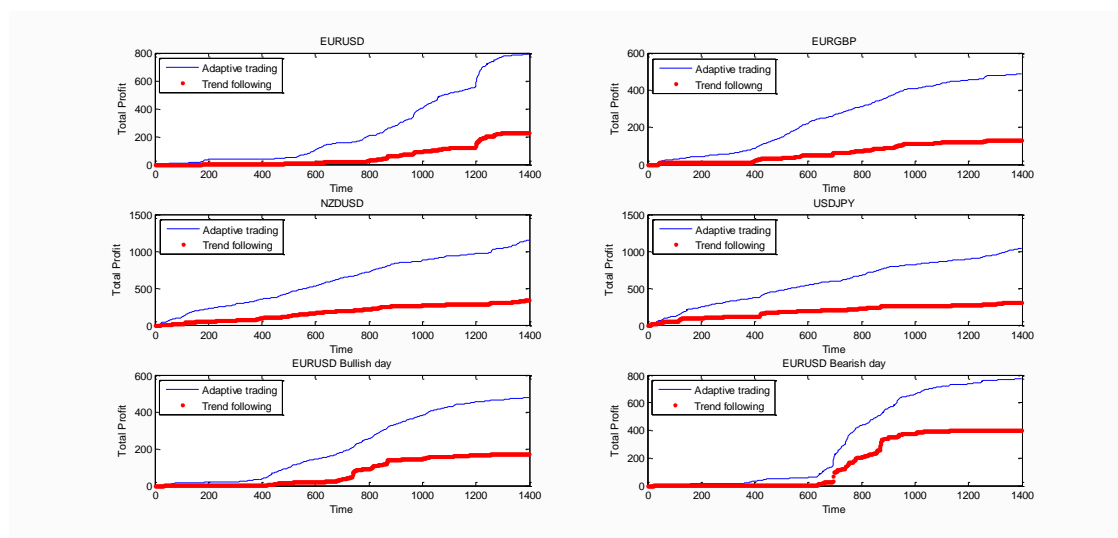 EURUSD
800
600
400
200
0
Total Profit
Adaptive trading
Trend following
0 200 400 600 800 1000 1200 1400
Time
EURGBP
600
400
200
0
Total Profit
Adaptive trading
Trend followng
0 200 400 600 800 1000 1200 1400
Time
NZDUSD
1500
1000
500
0
Total Profit
Adaptive trading
Trend following
0 200 400 600 800 1000 1200 1400
Time
USDJPY
1500
1000
500
0
Total Profit
Adaptive trading
Trend following
0 200 400 600 800 1000 1200 1400
Time
EURUSD Bullish day
600
400
200
0
Total Profit
Adaptive trading
Trend following
0 200 400 600 800 1000 1200 1400
Time
EURUSD Bearish day
800
600
400
200
0
Total Profit
Adaptive trading
Trend following
0 200 400 600 800 1000 1200 1400
Time